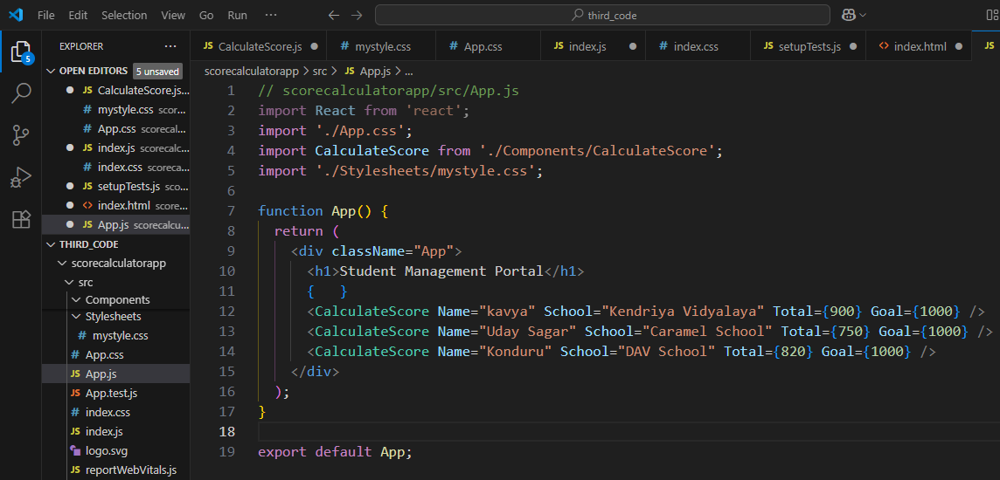 File Edit Selection View Go Run ···
third_code
EXPLORER ···
OPEN EDITORS 5 unsaved
JS CalculateScore.js...
# mystyle.css scor...
# App.css scorecal...
JS index.js scorecalc...
# index.css scoreca...
JS setupTests.js sco...
<> index.html score...
JS App.js scorecalcu...
THIRD_CODE
scorecalculatorapp
src
Components
Stylesheets
# mystyle.css
# App.css
JS App.js
JS App.test.js
# index.css
JS index.js
logo.svg
JS reportWebVitals.js
5
JS CalculateScore.js # mystyle.css # App.css JS index.js # index.css JS setupTests.js <> index.html JS
scorecalculatorapp > src > JS App.js > ...
1 // scorecalculatorapp/src/App.js
2 import React from 'react';
3 import './App.css';
4 import CalculateScore from './Components/CalculateScore';
5 import './Stylesheets/mystyle.css';
6
7 function App() {
8 return (
9 <div className="App">
10 <h1>Student Management Portal</h1>
11 { }
12 <CalculateScore Name="kavya" School="Kendriya Vidyalaya" Total={900} Goal={1000} />
13 <CalculateScore Name="Uday Sagar" School="Caramel School" Total={750} Goal={1000} />
14 <CalculateScore Name="Konduru" School="DAV School" Total={820} Goal={1000} />
15 </div>
16 );
17 }
18
19 export default App;